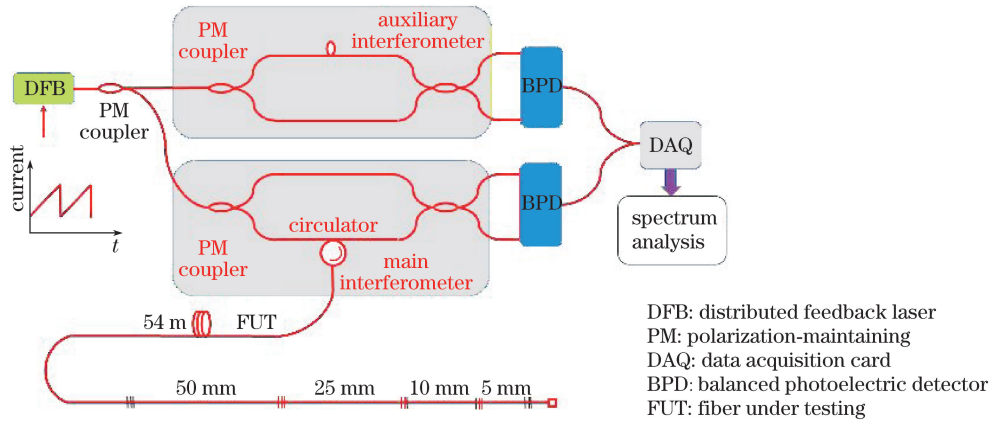 PM
coupler
auxiliary
interferometer
DFB
PM
coupler
BPD
DAQ
current
t
circulator
PM
coupler
main
interferometer
BPD
spectrum
analysis
54 m
FUT
50 mm
25 mm
10 mm
5 mm
DFB: distributed feedback laser
PM: polarization-maintaining
DAQ: data acquisition card
BPD: balanced photoelectric detector
FUT: fiber under testing